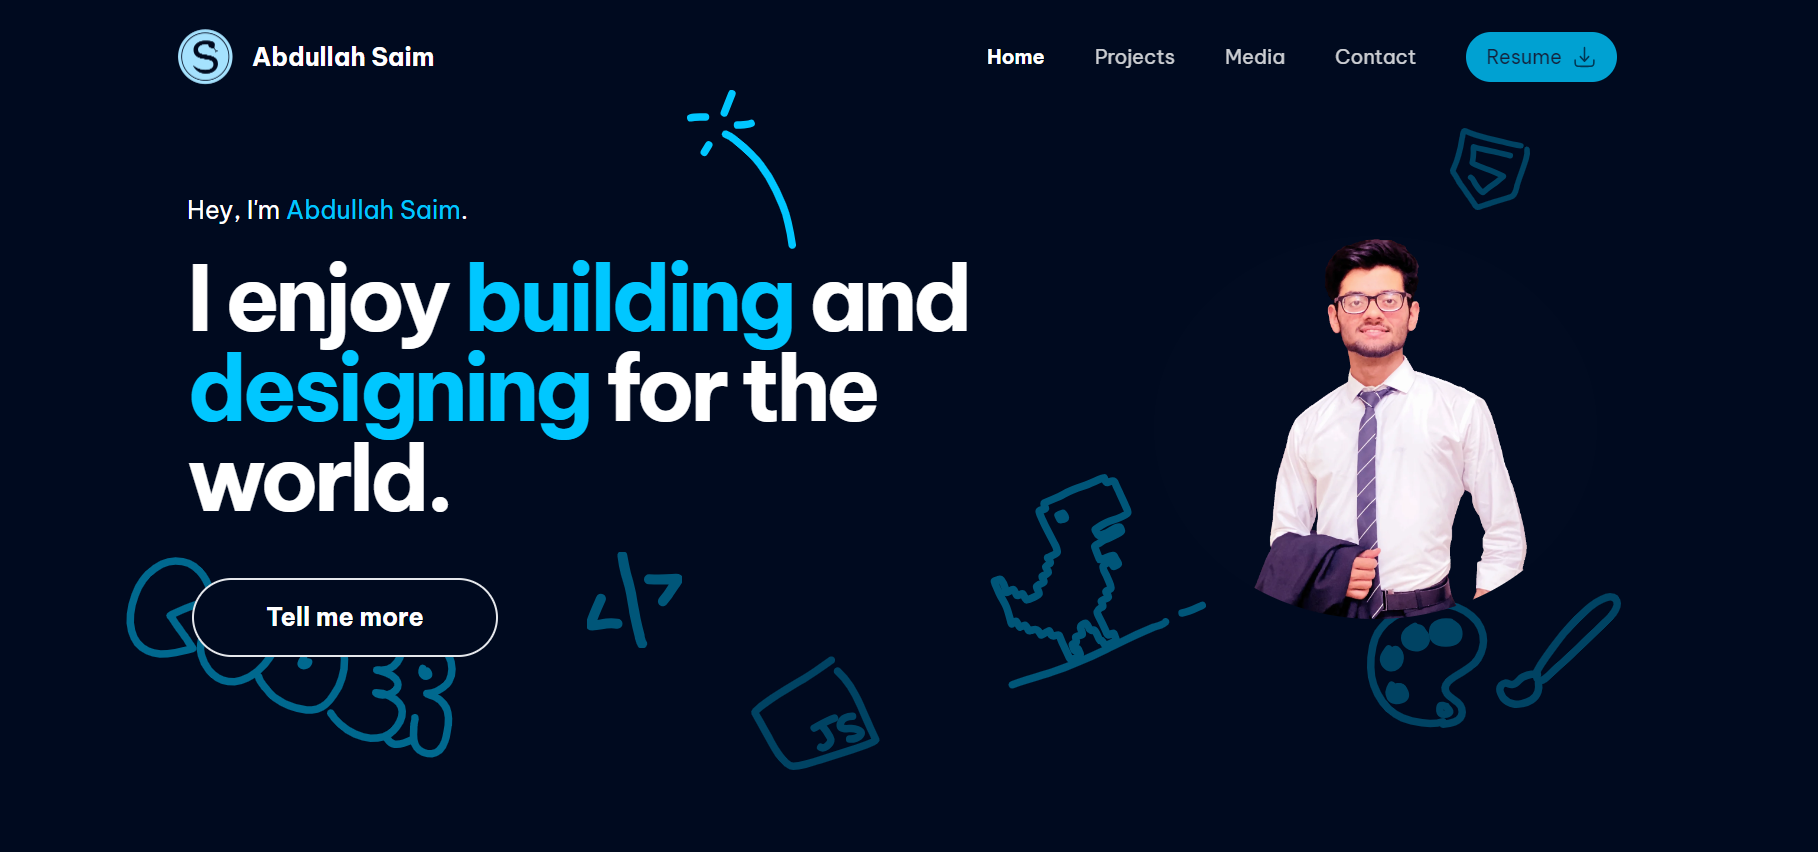 S
Abdullah Saim
Home
Projects
Media
Contact
Resume
Hey, I'm Abdullah Saim.
I enjoy building and
designing for the
world.
Tell me more
</>
JS
5